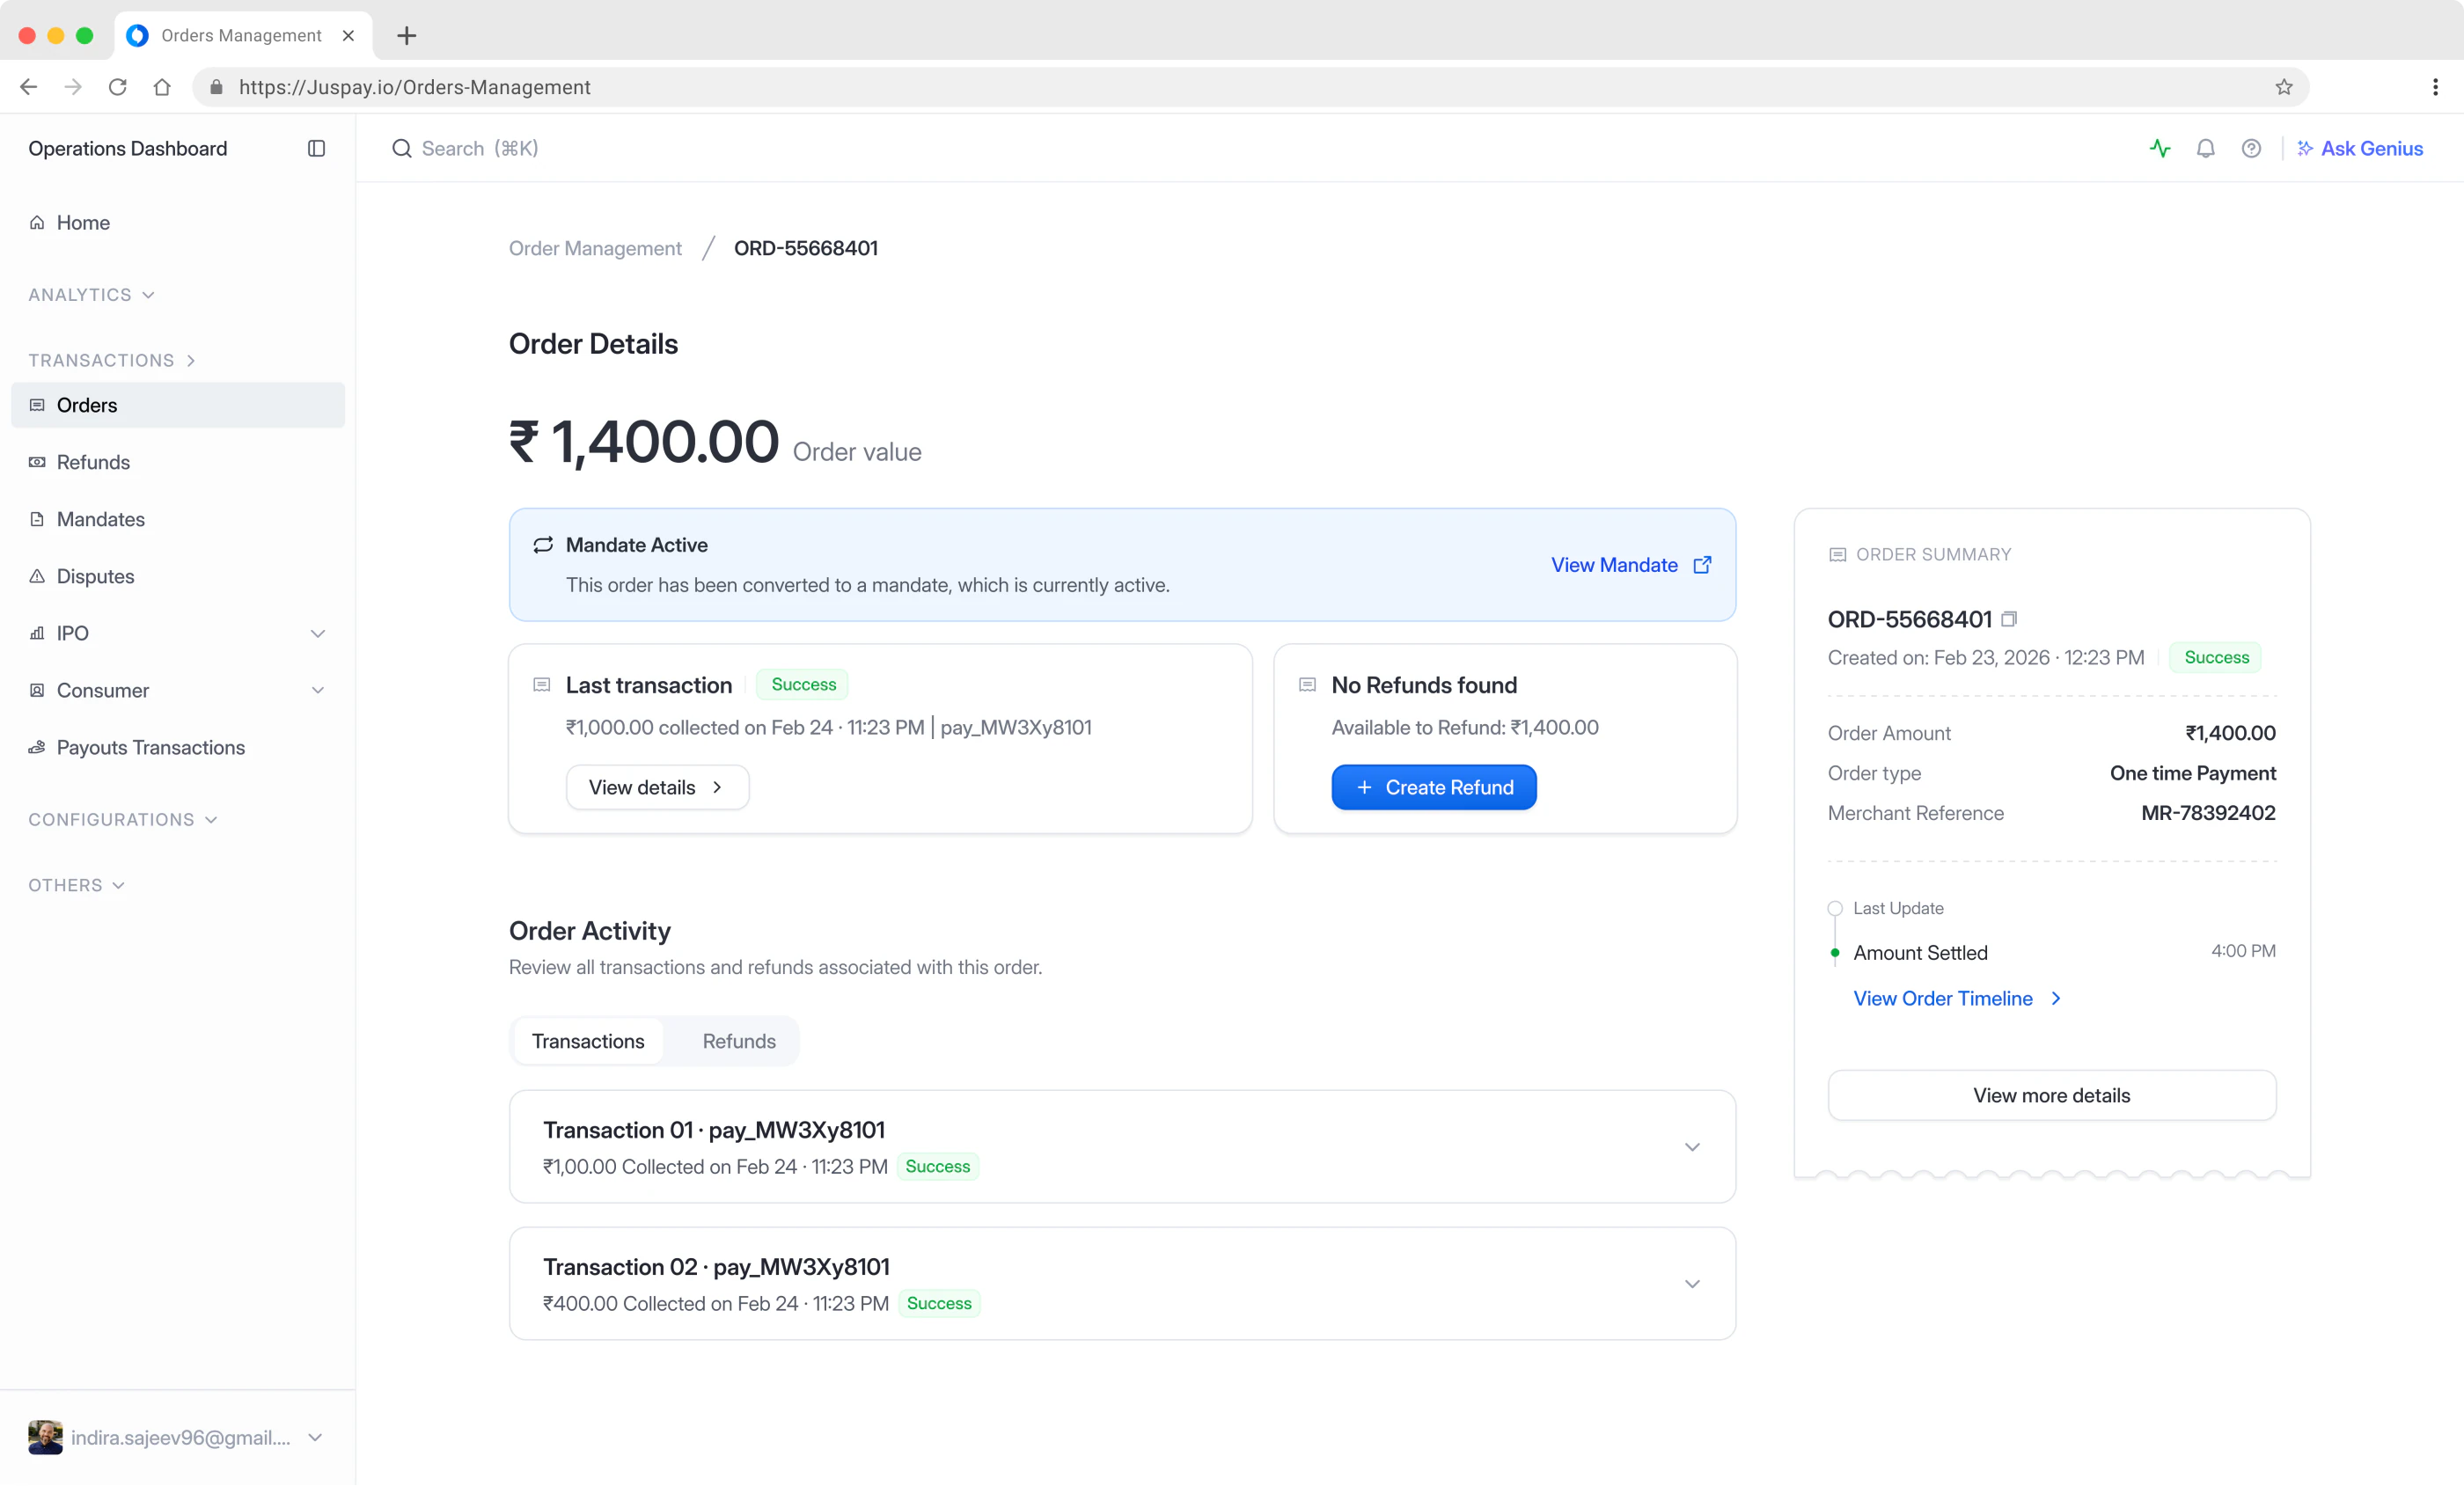 Orders Management
https://Juspay.io/Orders-Management
Operations Dashboard
Search (⌘K)
Ask Genius
Home
ANALYTICS
TRANSACTIONS
Orders
Refunds
Mandates
Disputes
IPO
Consumer
Payouts Transactions
CONFIGURATIONS
OTHERS
indira.sajeev96@gmail....
Order Management / ORD-55668401
Order Details
₹ 1,400.00 Order value
Mandate Active
This order has been converted to a mandate, which is currently active.
View Mandate
Last transaction Success
₹1,000.00 collected on Feb 24 · 11:23 PM | pay_MW3Xy8101
View details
No Refunds found
Available to Refund: ₹1,400.00
+ Create Refund
Order Activity
Review all transactions and refunds associated with this order.
Transactions Refunds
Transaction 01 · pay_MW3Xy8101
₹1,00.00 Collected on Feb 24 · 11:23 PM Success
Transaction 02 · pay_MW3Xy8101
₹400.00 Collected on Feb 24 · 11:23 PM Success
ORDER SUMMARY
ORD-55668401
Created on: Feb 23, 2026 · 12:23 PM Success
Order Amount ₹1,400.00
Order type One time Payment
Merchant Reference MR-78392402
Last Update
Amount Settled 4:00 PM
View Order Timeline
View more details